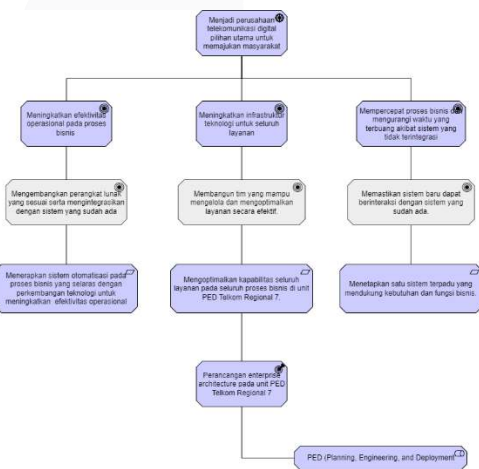 Menjadi perusahaan
telekomunikasi digital
pilihan utama untuk
memajukan masyarakat
Meningkatkan efektivitas
operasional pada proses
bisnis
Meningkatkan infrastruktur
teknologi untuk seluruh
layanan
Mempercepat proses bisnis
mengurangi waktu yang
terbuang akibat sistem yang
tidak terintegrasi
Mengembangkan perangkat lunak
yang sesuai serta mengintegrasikan
dengan sistem yang sudah ada
Membangun tim yang mampu
mengelola dan mengoptimalkan
layanan secara efektif.
Memastikan sistem baru dapat
berinteraksi dengan sistem yang
sudah ada.
Menerapkan sistem otomatisasi pada
proses bisnis yang selaras dengan
perkembangan teknologi untuk
meningkatkan efektivitas operasional
Mengoptimalkan kapabilitas seluruh
layanan pada seluruh proses bisnis di unit
PED Telkom Regional 7.
Menetapkan satu sistem terpadu yang
mendukung kebutuhan dan fungsi bisnis.
Perancangan enterprise
architecture pada unit PED
Telkom Regional 7
PED (Planning, Engineering, and Deployment